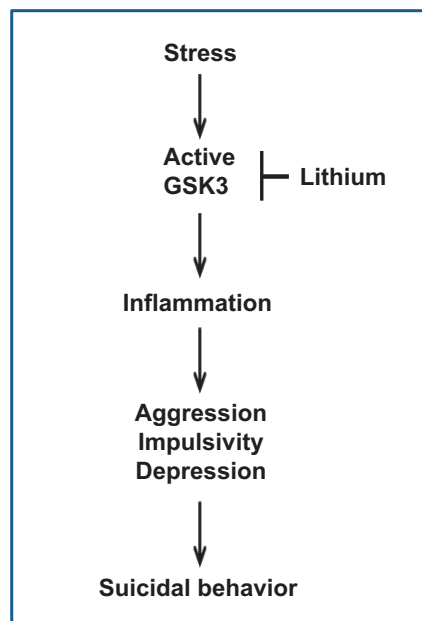 Stress
Active
GSK3
Lithium
Inflammation
Aggression
Impulsivity
Depression
Suicidal behavior